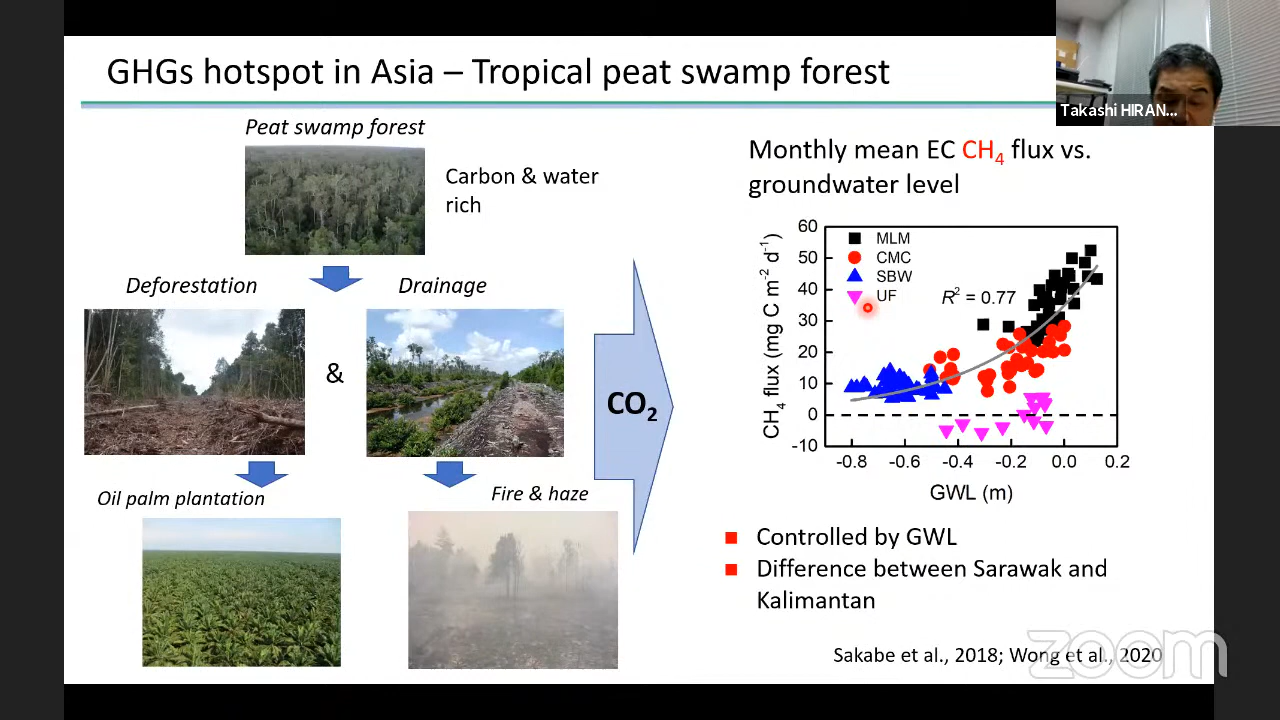 GHGs hotspot in Asia – Tropical peat swamp forest
Takashi HIRAN...
Peat swamp forest
Carbon & water
rich
Deforestation
Drainage
&
CO2
Oil palm plantation
Fire & haze
Monthly mean EC CH4 flux vs.
groundwater level
CH4 flux (mg C m-2 d-1)
60
50
40
30
20
10
0
-10
MLM
CMC
SBW
UF
R2 = 0.77
-0.8 -0.6 -0.4 -0.2 0.0 0.2
GWL (m)
Controlled by GWL
Difference between Sarawak and
Kalimantan
Sakabe et al., 2018; Wong et al., 2020
zoom